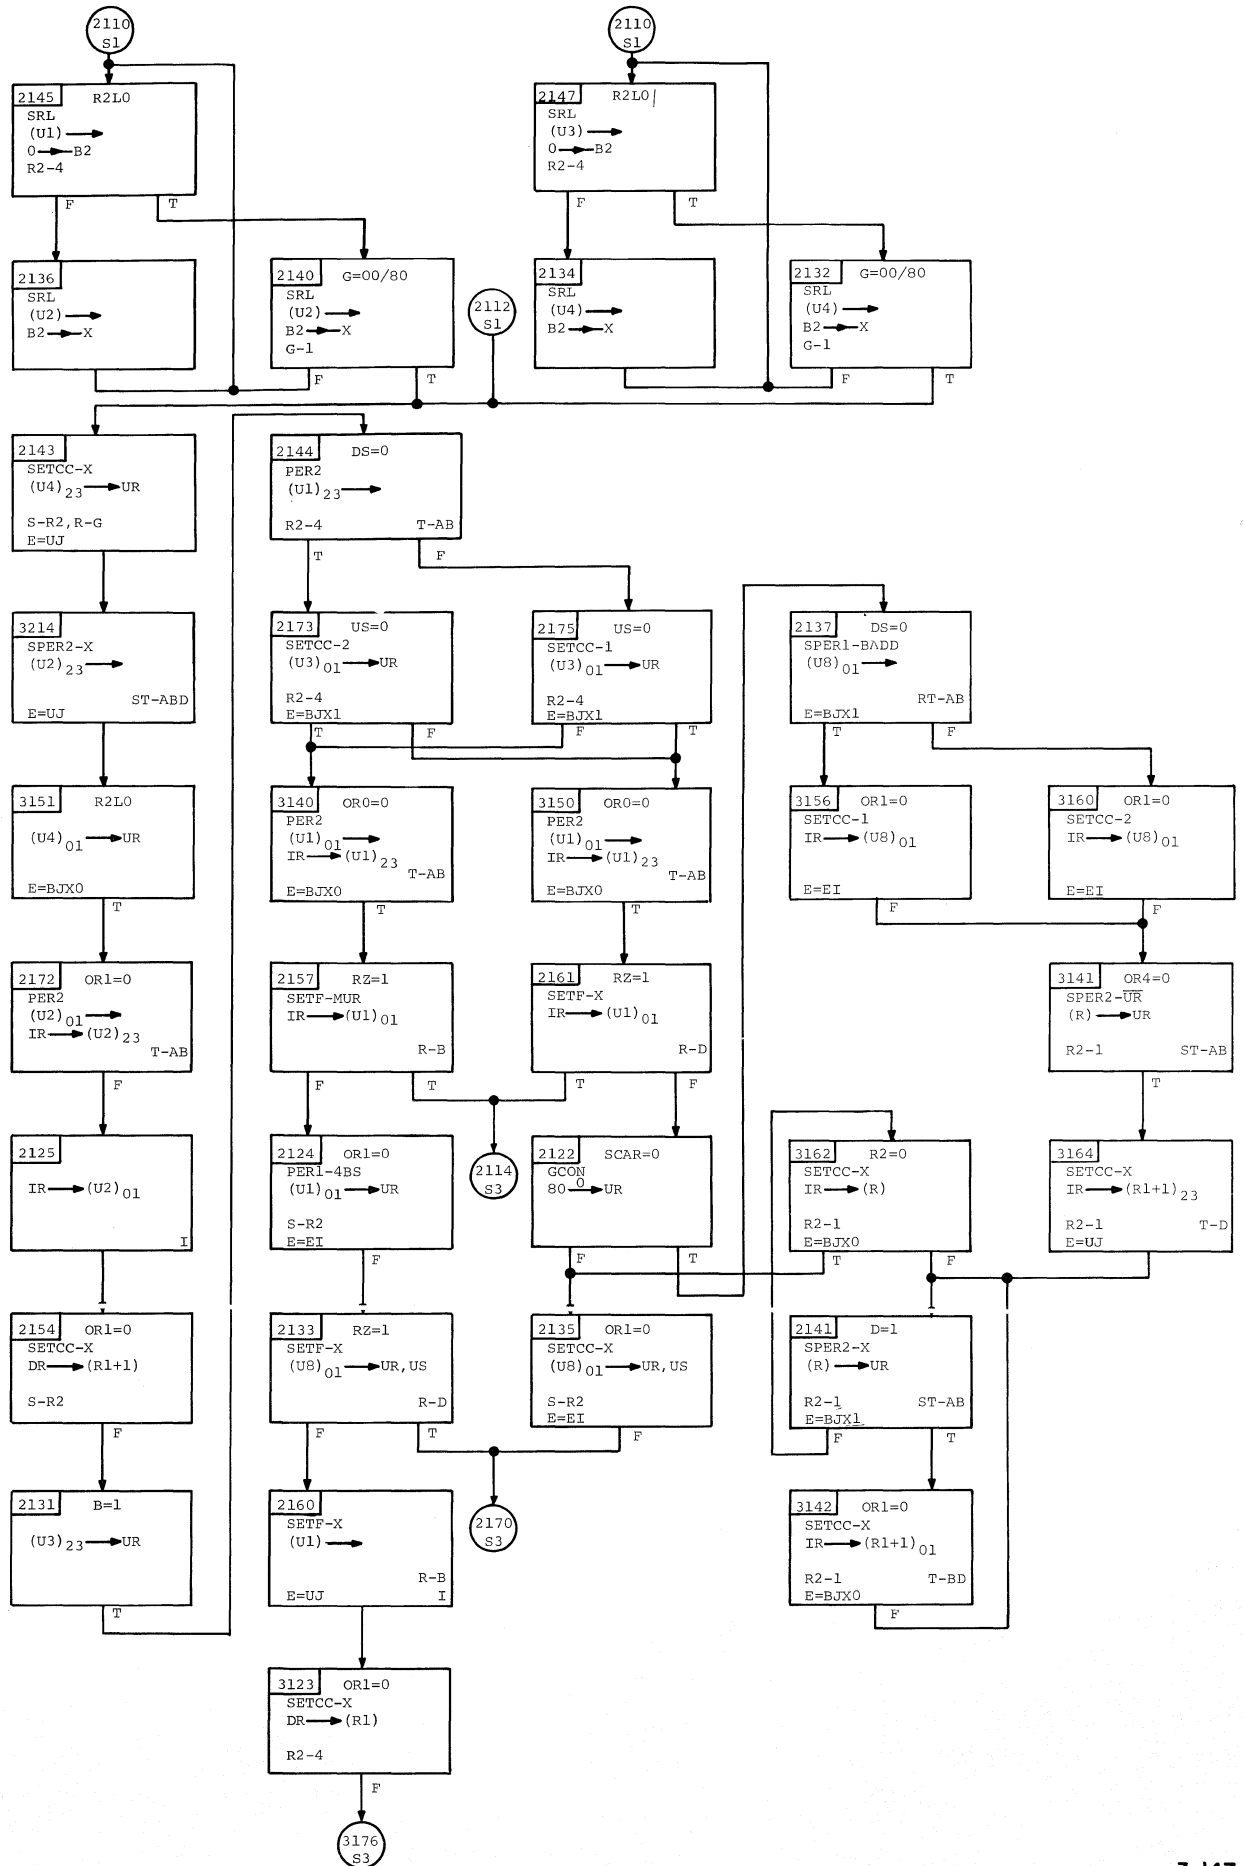 2110
S1
2110
S1
2145 R2L0
SRL
(U1)
0 B2
R2-4
F T
2147 R2L0
SRL
(U3)
0 B2
R2-4
F T
2136
SRL
(U2)
B2 X
2140 G=00/80
SRL
(U2)
B2 X
G-1
F T
2112
S1
2134
SRL
(U4)
B2 X
2132 G=00/80
SRL
(U4)
B2 X
G-1
F T
2143
SETCC-X
(U4)23 UR
S-R2,R-G
E=UJ
2144 DS=0
PER2
(U1)23
R2-4 T-AB
T F
3214
SPER2-X
(U2)23
ST-ABD
E=UJ
2173 US=0
SETCC-2
(U3)01 UR
R2-4
E=BJX1
T F
2175 US=0
SETCC-1
(U3)01 UR
R2-4
E=BJX1
F T
2137 DS=0
SPER1-BADD
(U8)01
RT-AB
E=BJX1
T F
3151 R2L0
(U4)01 UR
E=BJX0
T
3140 OR0=0
PER2
(U1)01
IR (U1)23
T-AB
E=BJX0
T
3150 OR0=0
PER2
(U1)01
IR (U1)23
T-AB
E=BJX0
T
3156 OR1=0
SETCC-1
IR (U8)01
E=EI
F
3160 OR1=0
SETCC-2
IR (U8)01
E=EI
F
2172 OR1=0
PER2
(U2)01
IR (U2)23
T-AB
F
2157 RZ=1
SETF-MUR
IR (U1)01
R-B
F T
2161 RZ=1
SETF-X
IR (U1)01
R-D
T F
3141 OR4=0
SPER2-U̅R̅
(R) UR
R2-1 ST-AB
T
2125
IR (U2)01
I
2124 OR1=0
PER1-4BS
(U1)01 UR
S-R2
E=EI
F
2114
S3
2122 SCAR=0
GCON
80 0 UR
F T
3162 R2=0
SETCC-X
IR (R)
R2-1
E=BJX0
T F
3164
SETCC-X
IR (R1+1)23
R2-1 T-D
E=UJ
2154 OR1=0
SETCC-X
DR (R1+1)
S-R2
F
2133 RZ=1
SETF-X
(U8)01 UR,US
R-D
F T
2135 OR1=0
SETCC-X
(U8)01 UR,US
S-R2
E=EI
F
2141 D=1
SPER2-X
(R) UR
R2-1 ST-AB
E=BJX1
F T
2131 B=1
(U3)23 UR
T
2160
SETF-X
(U1)
R-B
E=UJ I
2170
S3
3142 OR1=0
SETCC-X
IR (R1+1)01
R2-1 T-BD
E=BJX0
F
3123 OR1=0
SETCC-X
DR (R1)
R2-4
F
3176
S3